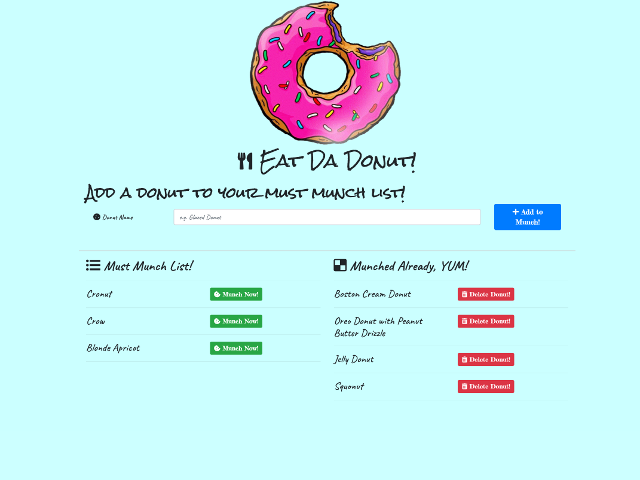 Eat Da Donut!
Add a donut to your must munch list!
Donut Name
e.g. Glazed Donut
Add to
Munch!
Must Munch List!
Munched Already, YUM!
Cronut
Munch Now!
Boston Cream Donut
Delete Donut!
Crow
Munch Now!
Oreo Donut with Peanut
Butter Drizzle
Delete Donut!
Blonde Apricot
Munch Now!
Jelly Donut
Delete Donut!
Squonut
Delete Donut!